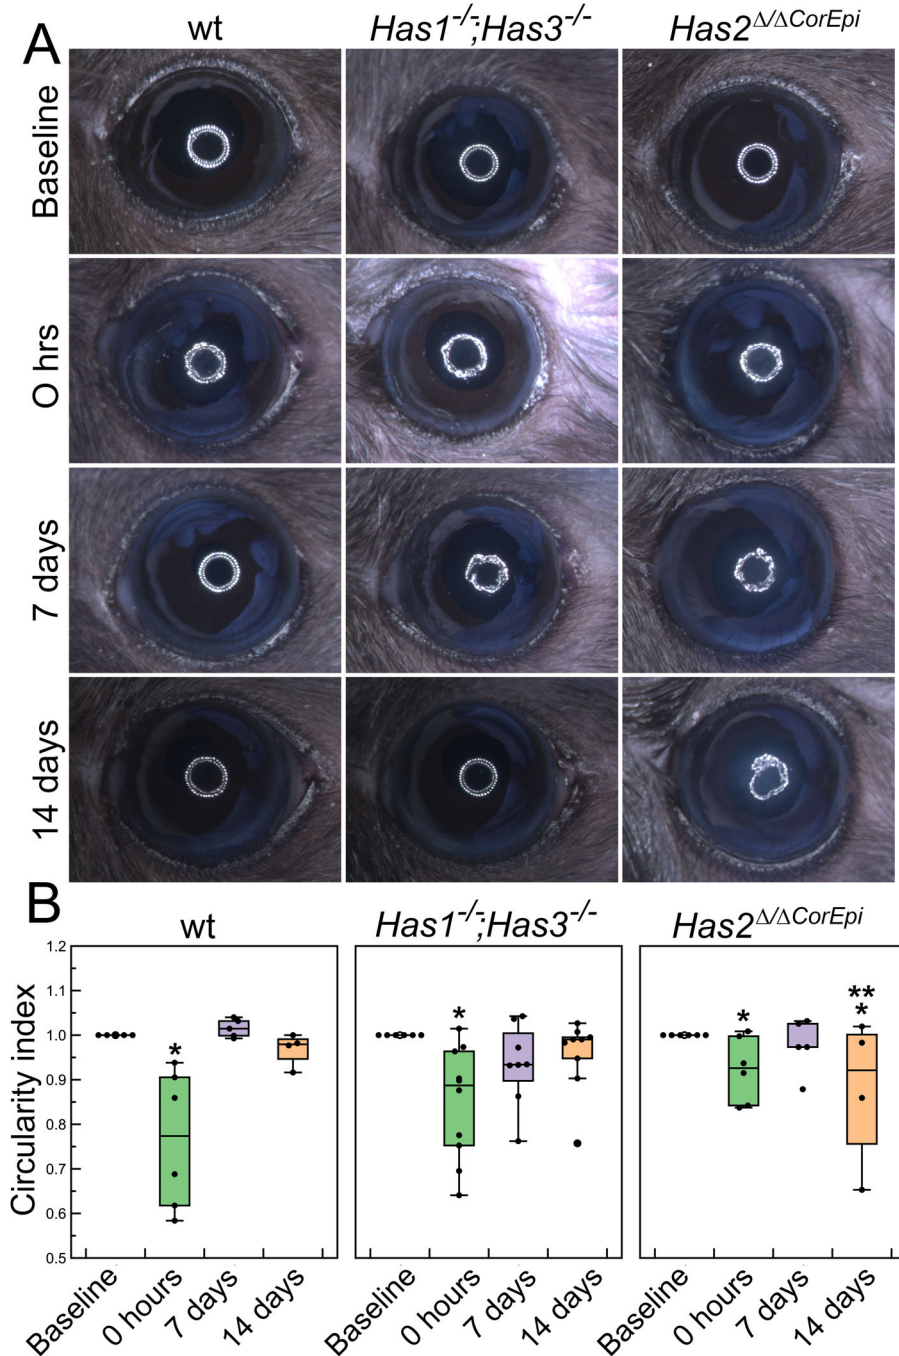 A
wt
Has1-/-;Has3-/-
Has2Δ/ΔCorEpi
Baseline
O hrs
7 days
14 days
B
wt
Has1-/-;Has3-/-
Has2Δ/ΔCorEpi
Circularity index
1.2
1.1
1.0
0.9
0.8
0.7
0.6
0.5
*
*
*
**
*
Baseline
0 hours
7 days
14 days
Baseline
0 hours
7 days
14 days
Baseline
0 hours
7 days
14 days